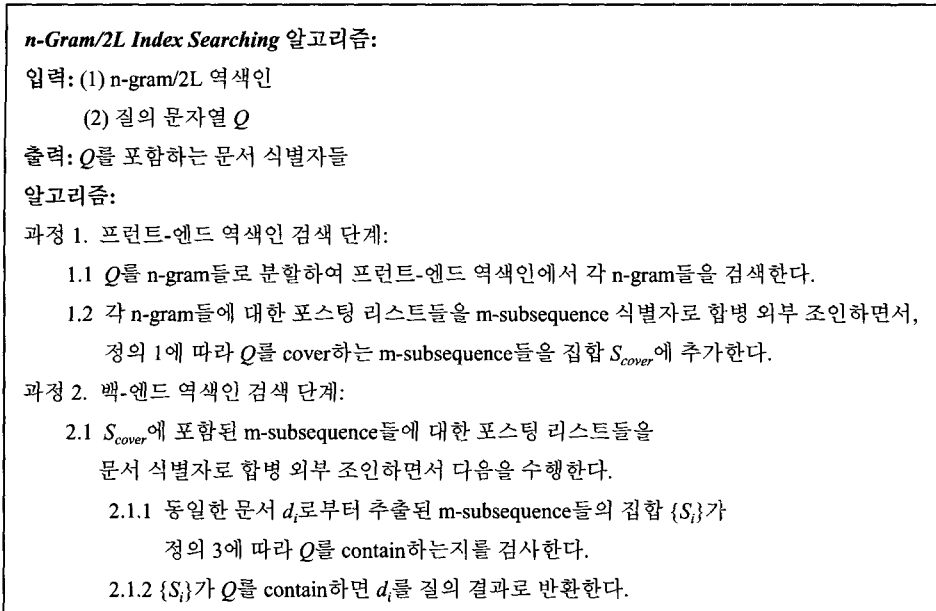 n-Gram/2L Index Searching 알고리즘:
입력: (1) n-gram/2L 역색인
(2) 질의 문자열 Q
출력: Q를 포함하는 문서 식별자들
알고리즘:
과정 1. 프런트-엔드 역색인 검색 단계:
1.1 Q를 n-gram들로 분할하여 프런트-엔드 역색인에서 각 n-gram들을 검색한다.
1.2 각 n-gram들에 대한 포스팅 리스트들을 m-subsequence 식별자로 합병 외부 조인하면서,
정의 1에 따라 Q를 cover하는 m-subsequence들을 집합 Scover에 추가한다.
과정 2. 백-엔드 역색인 검색 단계:
2.1 Scover에 포함된 m-subsequence들에 대한 포스팅 리스트들을
문서 식별자로 합병 외부 조인하면서 다음을 수행한다.
2.1.1 동일한 문서 di로부터 추출된 m-subsequence들의 집합 {Si}가
정의 3에 따라 Q를 contain하는지를 검사한다.
2.1.2 {Si}가 Q를 contain하면 di를 질의 결과로 반환한다.